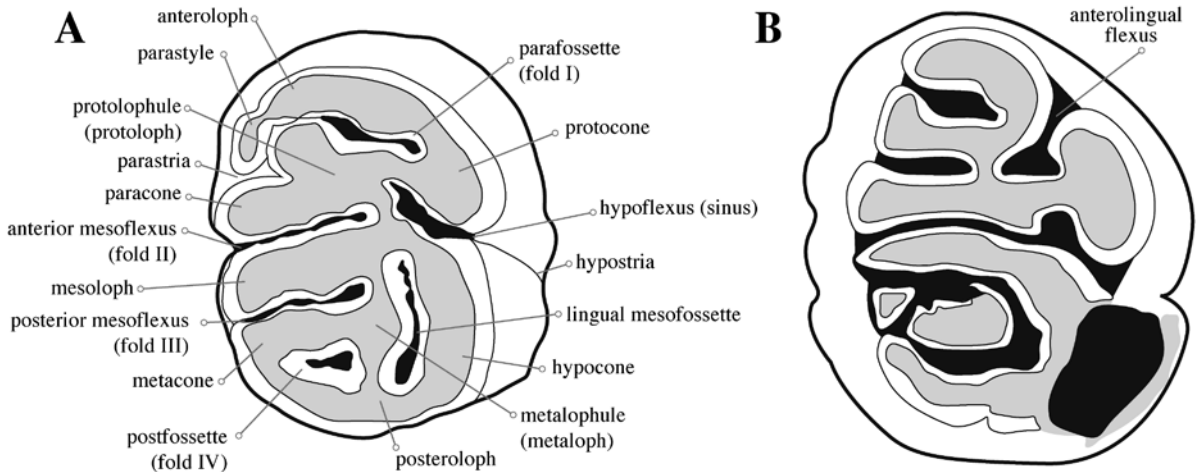 A
anteroloph
parastyle
protolophule
(protoloph)
parastria
paracone
anterior mesoflexus
(fold II)
mesoloph
posterior mesoflexus
(fold III)
metacone
postfossette
(fold IV)
parafossette
(fold I)
protocone
hypoflexus (sinus)
hypostria
lingual mesofossette
hypocone
metalophule
(metaloph)
posteroloph
B
anterolingual
flexus